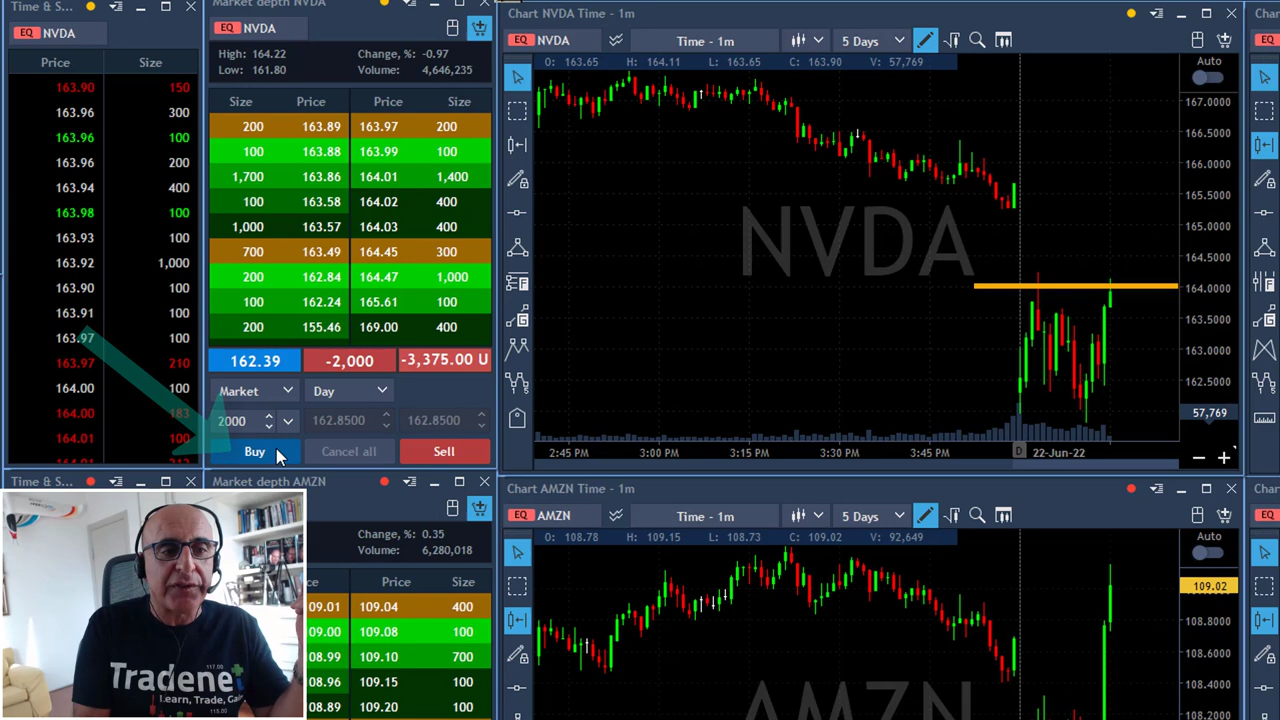 Time & S...
EQ NVDA
Price Size
163.90 150
163.96 300
163.96 100
163.96 200
163.94 400
163.98 100
163.93 100
163.92 1,000
163.90 100
163.91 100
163.97 100
163.97 210
164.00 100
164.00 183
164.01 100
Market depth NVDA
EQ NVDA
High: 164.22 Change, %: -0.97
Low: 161.80 Volume: 4,646,235
Size Price Price Size
200 163.89 163.97 200
100 163.88 163.99 100
1,700 163.86 164.01 1,400
100 163.58 164.02 400
1,000 163.57 164.03 400
700 163.49 164.45 300
200 162.84 164.47 1,000
100 162.24 165.61 100
200 155.46 169.00 400
162.39 -2,000 -3,375.00 U
Market Day
2000 162.8500 162.8500
Buy Cancel all Sell
Chart NVDA Time - 1m
EQ NVDA Time - 1m 5 Days
O: 163.65 H: 164.11 L: 163.65 C: 163.90 V: 57,769
Auto
NVDA
167.0000
166.5000
166.0000
165.5000
165.0000
164.5000
164.0000
163.5000
163.0000
162.5000
57,769
2:45 PM 3:00 PM 3:30 PM 3:45 PM D 22-Jun-22
Char
EQ
Time & S...
Market depth AMZN
Change, %: 0.35
Volume: 6,280,018
Price Size
109.01 109.04 400
109.00 109.08 100
108.99 109.10 700
108.96 109.15 100
109.20 100
Chart AMZN Time - 1m
EQ AMZN Time - 1m 5 Days
O: 108.78 H: 109.15 L: 108.73 C: 109.02 V: 92,649
Auto
AMZN
109.02
108.8000
108.6000
108.4000
Char
EQ
117.00
Tradene
Learn, Trade, Ga